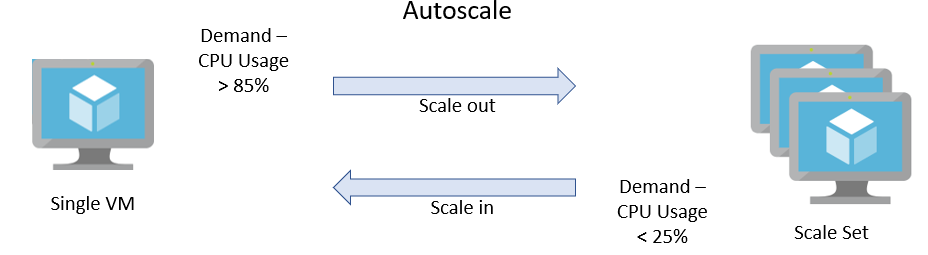 Autoscale
Demand –
CPU Usage
> 85%
Scale out
Single VM
Scale in
Demand –
CPU Usage
< 25%
Scale Set